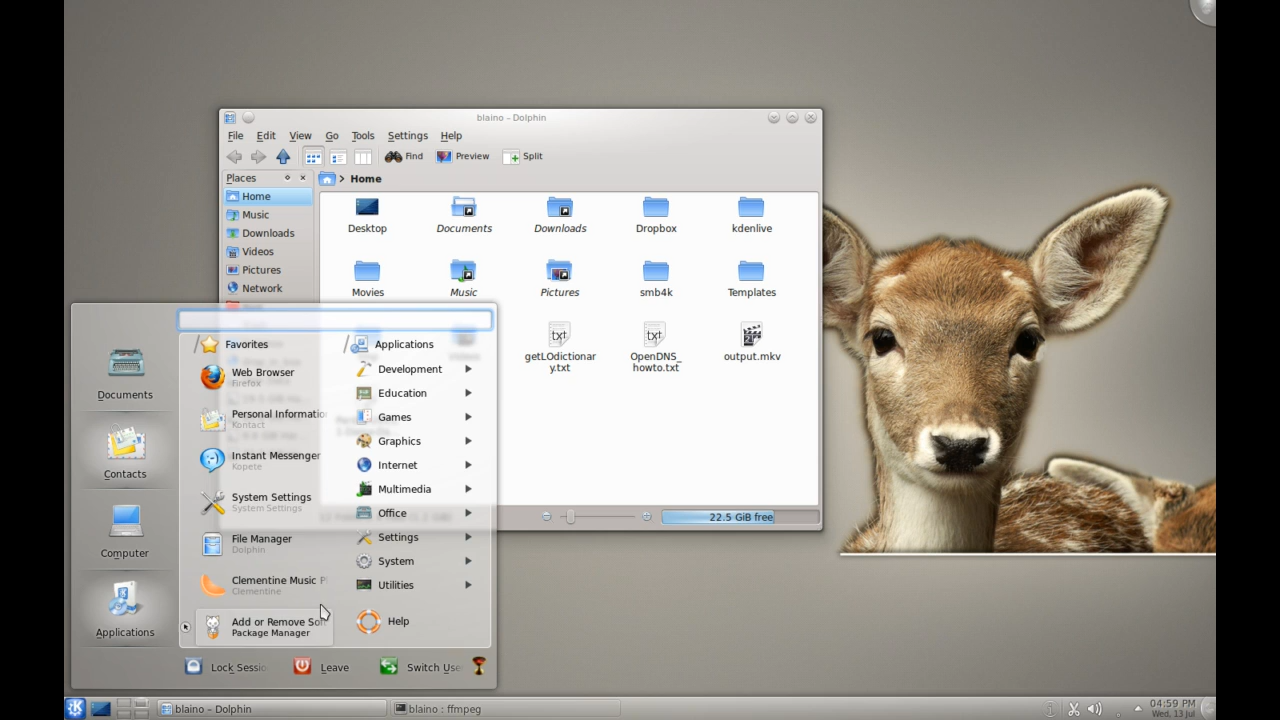 blaino – Dolphin
File Edit View Go Tools Settings Help
Find Preview Split
Places
Home
Home
Music
Downloads
Videos
Pictures
Network
Desktop Documents Downloads Dropbox kdenlive
Movies Music Pictures smb4k Templates
getLOdictionar
y.txt
OpenDNS_
howto.txt
output.mkv
22.5 GiB free
Documents
Contacts
Computer
Applications
Favorites
Web Browser
Firefox
Personal Informatio
Kontact
Instant Messenger
Kopete
System Settings
System Settings
File Manager
Dolphin
Clementine Music P
Clementine
Add or Remove Sof
Package Manager
Applications
Development
Education
Games
Graphics
Internet
Multimedia
Office
Settings
System
Utilities
Help
Lock Sessio Leave Switch Use
blaino – Dolphin
blaino : ffmpeg
04:59 PM
Wed, 13 Jul